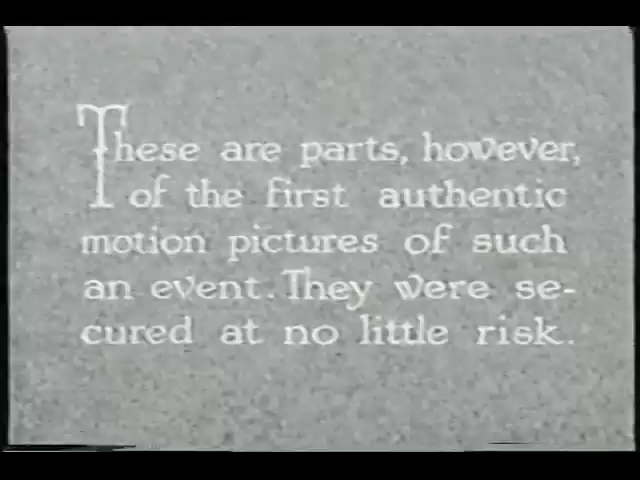 These are parts, however,
of the first authentic
motion pictures of such
an event. They were se-
cured at no little risk.